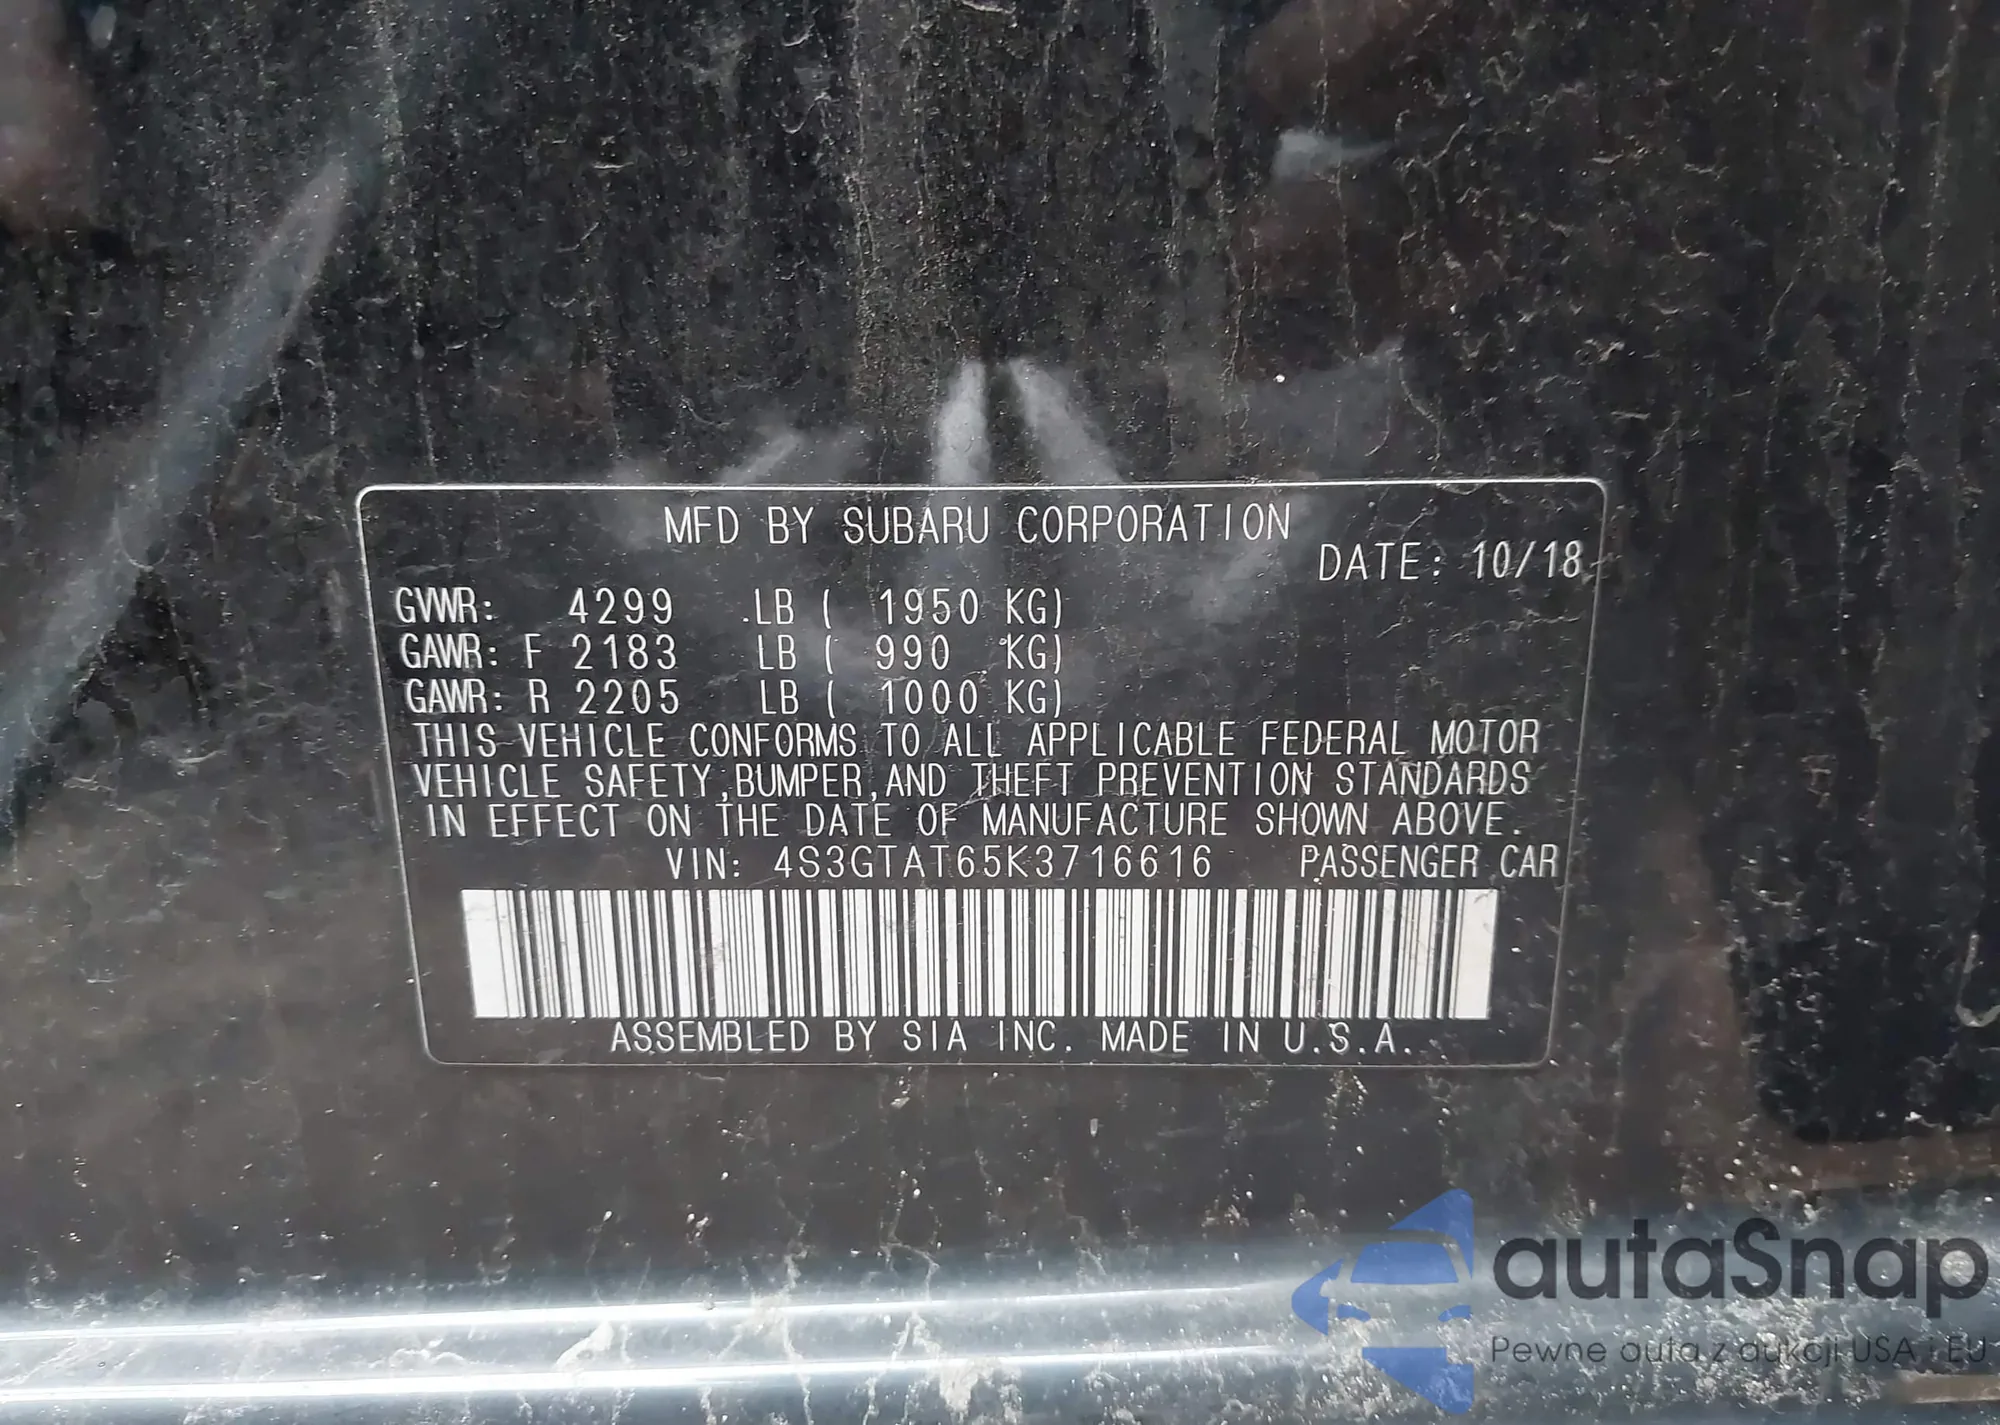 MFD BY SUBARU CORPORATION
DATE: 10/18
GVWR: 4299 LB ( 1950 KG)
GAWR: F 2183 LB ( 990 KG)
GAWR: R 2205 LB ( 1000 KG)
THIS VEHICLE CONFORMS TO ALL APPLICABLE FEDERAL MOTOR
VEHICLE SAFETY,BUMPER,AND THEFT PREVENTION STANDARDS
IN EFFECT ON THE DATE OF MANUFACTURE SHOWN ABOVE.
VIN: 4S3GTAT65K3716616 PASSENGER CAR
ASSEMBLED BY SIA INC. MADE IN U.S.A.
autaSnap
Pewne auta z aukcji USA i EU